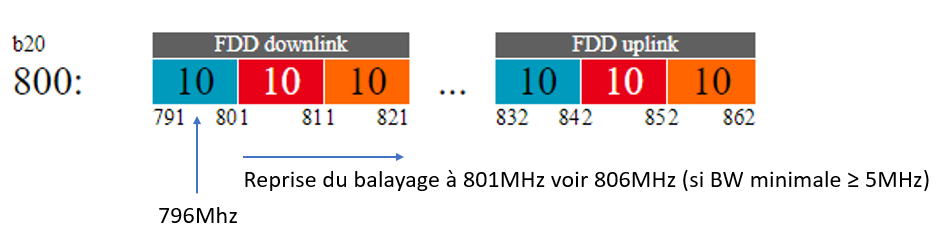 b20
800:
FDD downlink
10 10 10
791 801 811 821
...
FDD uplink
10 10 10
832 842 852 862
Reprise du balayage à 801MHz voir 806MHz (si BW minimale ≥ 5MHz)
796Mhz